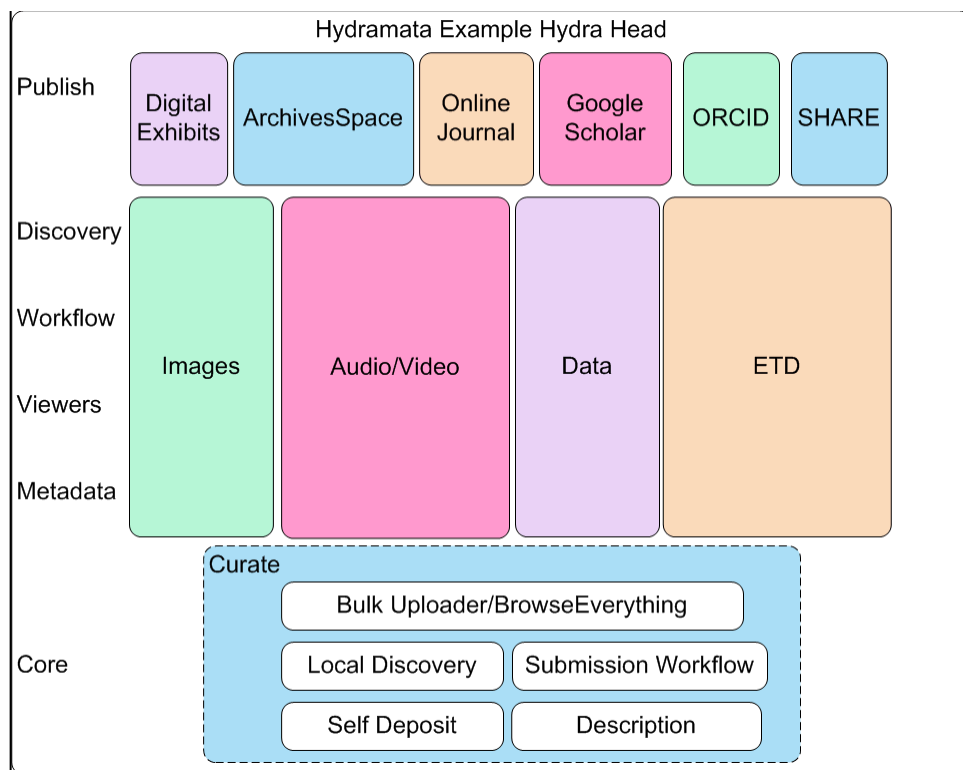 Hydramata Example Hydra Head
Publish
Digital
Exhibits
ArchivesSpace
Online
Journal
Google
Scholar
ORCID
SHARE
Discovery
Workflow
Viewers
Metadata
Images
Audio/Video
Data
ETD
Curate
Bulk Uploader/BrowseEverything
Core
Local Discovery
Submission Workflow
Self Deposit
Description